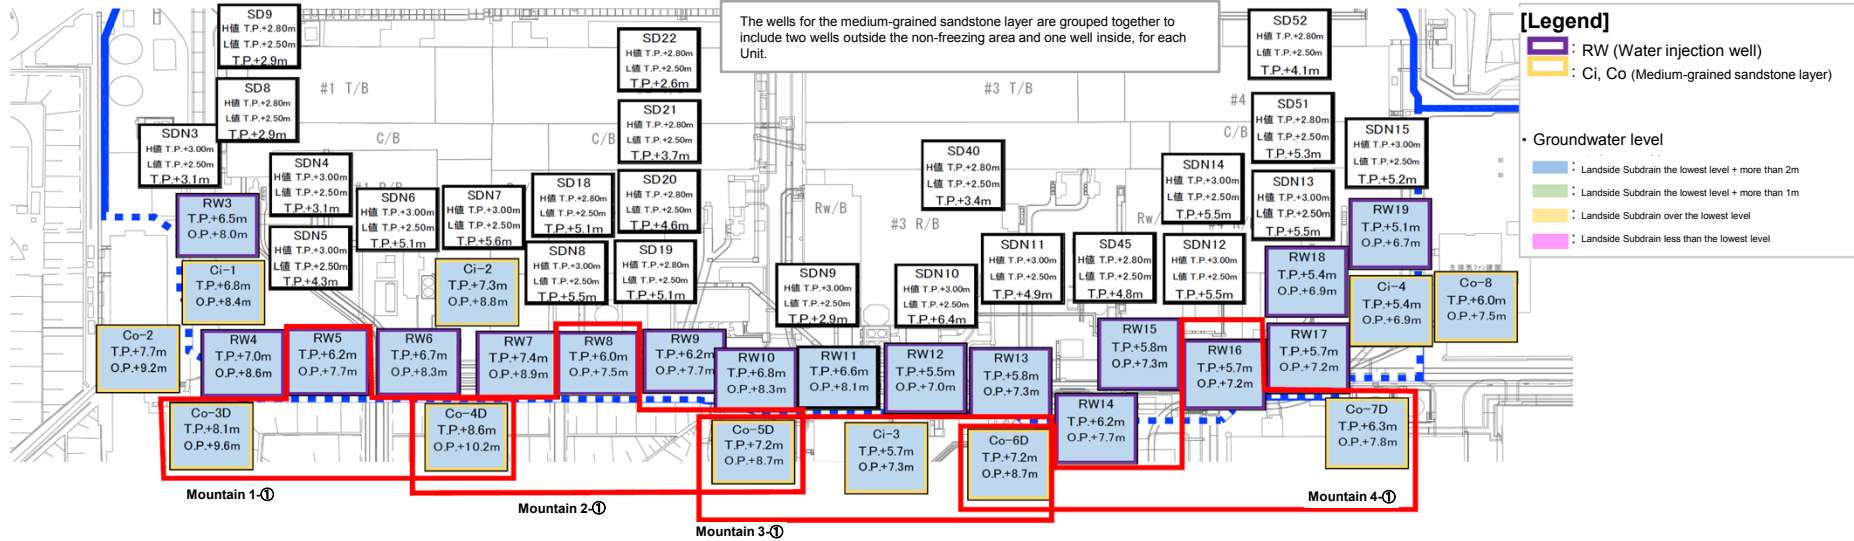 The wells for the medium-grained sandstone layer are grouped together to
include two wells outside the non-freezing area and one well inside, for each
Unit.
[Legend]
: RW (Water injection well)
: Ci, Co (Medium-grained sandstone layer)
・Groundwater level
: Landside Subdrain the lowest level + more than 2m
: Landside Subdrain the lowest level + more than 1m
: Landside Subdrain over the lowest level
: Landside Subdrain less than the lowest level
SD9
H値 T.P.+2.80m
L値 T.P.+2.50m
T.P.+2.9m
SD8
H値 T.P.+2.80m
L値 T.P.+2.50m
T.P.+2.9m
SDN3
H値 T.P.+3.00m
L値 T.P.+2.50m
T.P.+3.1m
SDN4
H値 T.P.+3.00m
L値 T.P.+2.50m
T.P.+3.1m
SDN5
H値 T.P.+3.00m
L値 T.P.+2.50m
T.P.+4.3m
SDN6
H値 T.P.+3.00m
L値 T.P.+2.50m
T.P.+5.1m
SDN7
H値 T.P.+3.00m
L値 T.P.+2.50m
T.P.+5.6m
SD18
H値 T.P.+2.80m
L値 T.P.+2.50m
T.P.+5.1m
SDN8
H値 T.P.+3.00m
L値 T.P.+2.50m
T.P.+5.5m
SD22
H値 T.P.+2.80m
L値 T.P.+2.50m
T.P.+2.6m
SD21
H値 T.P.+2.80m
L値 T.P.+2.50m
T.P.+3.7m
SD20
H値 T.P.+2.80m
L値 T.P.+2.50m
T.P.+4.6m
SD19
H値 T.P.+2.80m
L値 T.P.+2.50m
T.P.+5.1m
SDN9
H値 T.P.+3.00m
L値 T.P.+2.50m
T.P.+2.9m
SD40
H値 T.P.+2.80m
L値 T.P.+2.50m
T.P.+3.4m
SDN10
H値 T.P.+3.00m
L値 T.P.+2.50m
T.P.+6.4m
SDN11
H値 T.P.+3.00m
L値 T.P.+2.50m
T.P.+4.9m
SD45
H値 T.P.+2.80m
L値 T.P.+2.50m
T.P.+4.8m
SDN14
H値 T.P.+3.00m
L値 T.P.+2.50m
T.P.+5.5m
SDN12
H値 T.P.+3.00m
L値 T.P.+2.50m
T.P.+5.5m
SD52
H値 T.P.+2.80m
L値 T.P.+2.50m
T.P.+4.1m
SD51
H値 T.P.+2.80m
L値 T.P.+2.50m
T.P.+5.3m
SDN13
H値 T.P.+3.00m
L値 T.P.+2.50m
T.P.+5.5m
SDN15
H値 T.P.+3.00m
L値 T.P.+2.50m
T.P.+5.2m
#1 T/B
C/B
C/B
Rw/B
#3 T/B
#3 R/B
#4
C/B
RW3
T.P.+6.5m
O.P.+8.0m
Ci-1
T.P.+6.8m
O.P.+8.4m
Ci-2
T.P.+7.3m
O.P.+8.8m
Co-2
T.P.+7.7m
O.P.+9.2m
RW4
T.P.+7.0m
O.P.+8.6m
RW5
T.P.+6.2m
O.P.+7.7m
RW6
T.P.+6.7m
O.P.+8.3m
RW7
T.P.+7.4m
O.P.+8.9m
RW8
T.P.+6.0m
O.P.+7.5m
RW9
T.P.+6.2m
O.P.+7.7m
RW10
T.P.+6.8m
O.P.+8.3m
RW11
T.P.+6.6m
O.P.+8.1m
RW12
T.P.+5.5m
O.P.+7.0m
RW13
T.P.+5.8m
O.P.+7.3m
RW14
T.P.+6.2m
O.P.+7.7m
RW15
T.P.+5.8m
O.P.+7.3m
RW16
T.P.+5.7m
O.P.+7.2m
RW17
T.P.+5.7m
O.P.+7.2m
RW18
T.P.+5.4m
O.P.+6.9m
RW19
T.P.+5.1m
O.P.+6.7m
Ci-4
T.P.+5.4m
O.P.+6.9m
Co-8
T.P.+6.0m
O.P.+7.5m
Co-3D
T.P.+8.1m
O.P.+9.6m
Co-4D
T.P.+8.6m
O.P.+10.2m
Co-5D
T.P.+7.2m
O.P.+8.7m
Ci-3
T.P.+5.7m
O.P.+7.3m
Co-6D
T.P.+7.2m
O.P.+8.7m
Co-7D
T.P.+6.3m
O.P.+7.8m
Mountain 1-①
Mountain 2-①
Mountain 3-①
Mountain 4-①